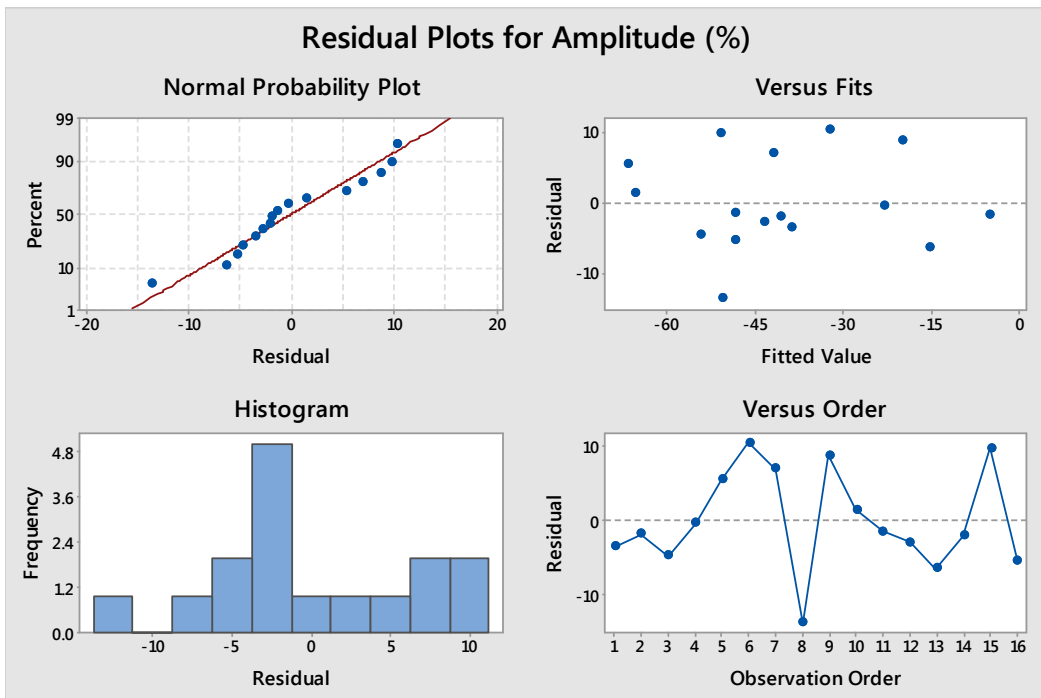 Residual Plots for Amplitude (%)
Normal Probability Plot
99
90
50
10
1
Percent
-20 -10 0 10 20
Residual
Versus Fits
10
0
-10
Residual
-60 -45 -30 -15 0
Fitted Value
Histogram
4.8
3.6
2.4
1.2
0.0
Frequency
-10 -5 0 5 10
Residual
Versus Order
10
0
-10
Residual
1 2 3 4 5 6 7 8 9 10 11 12 13 14 15 16
Observation Order